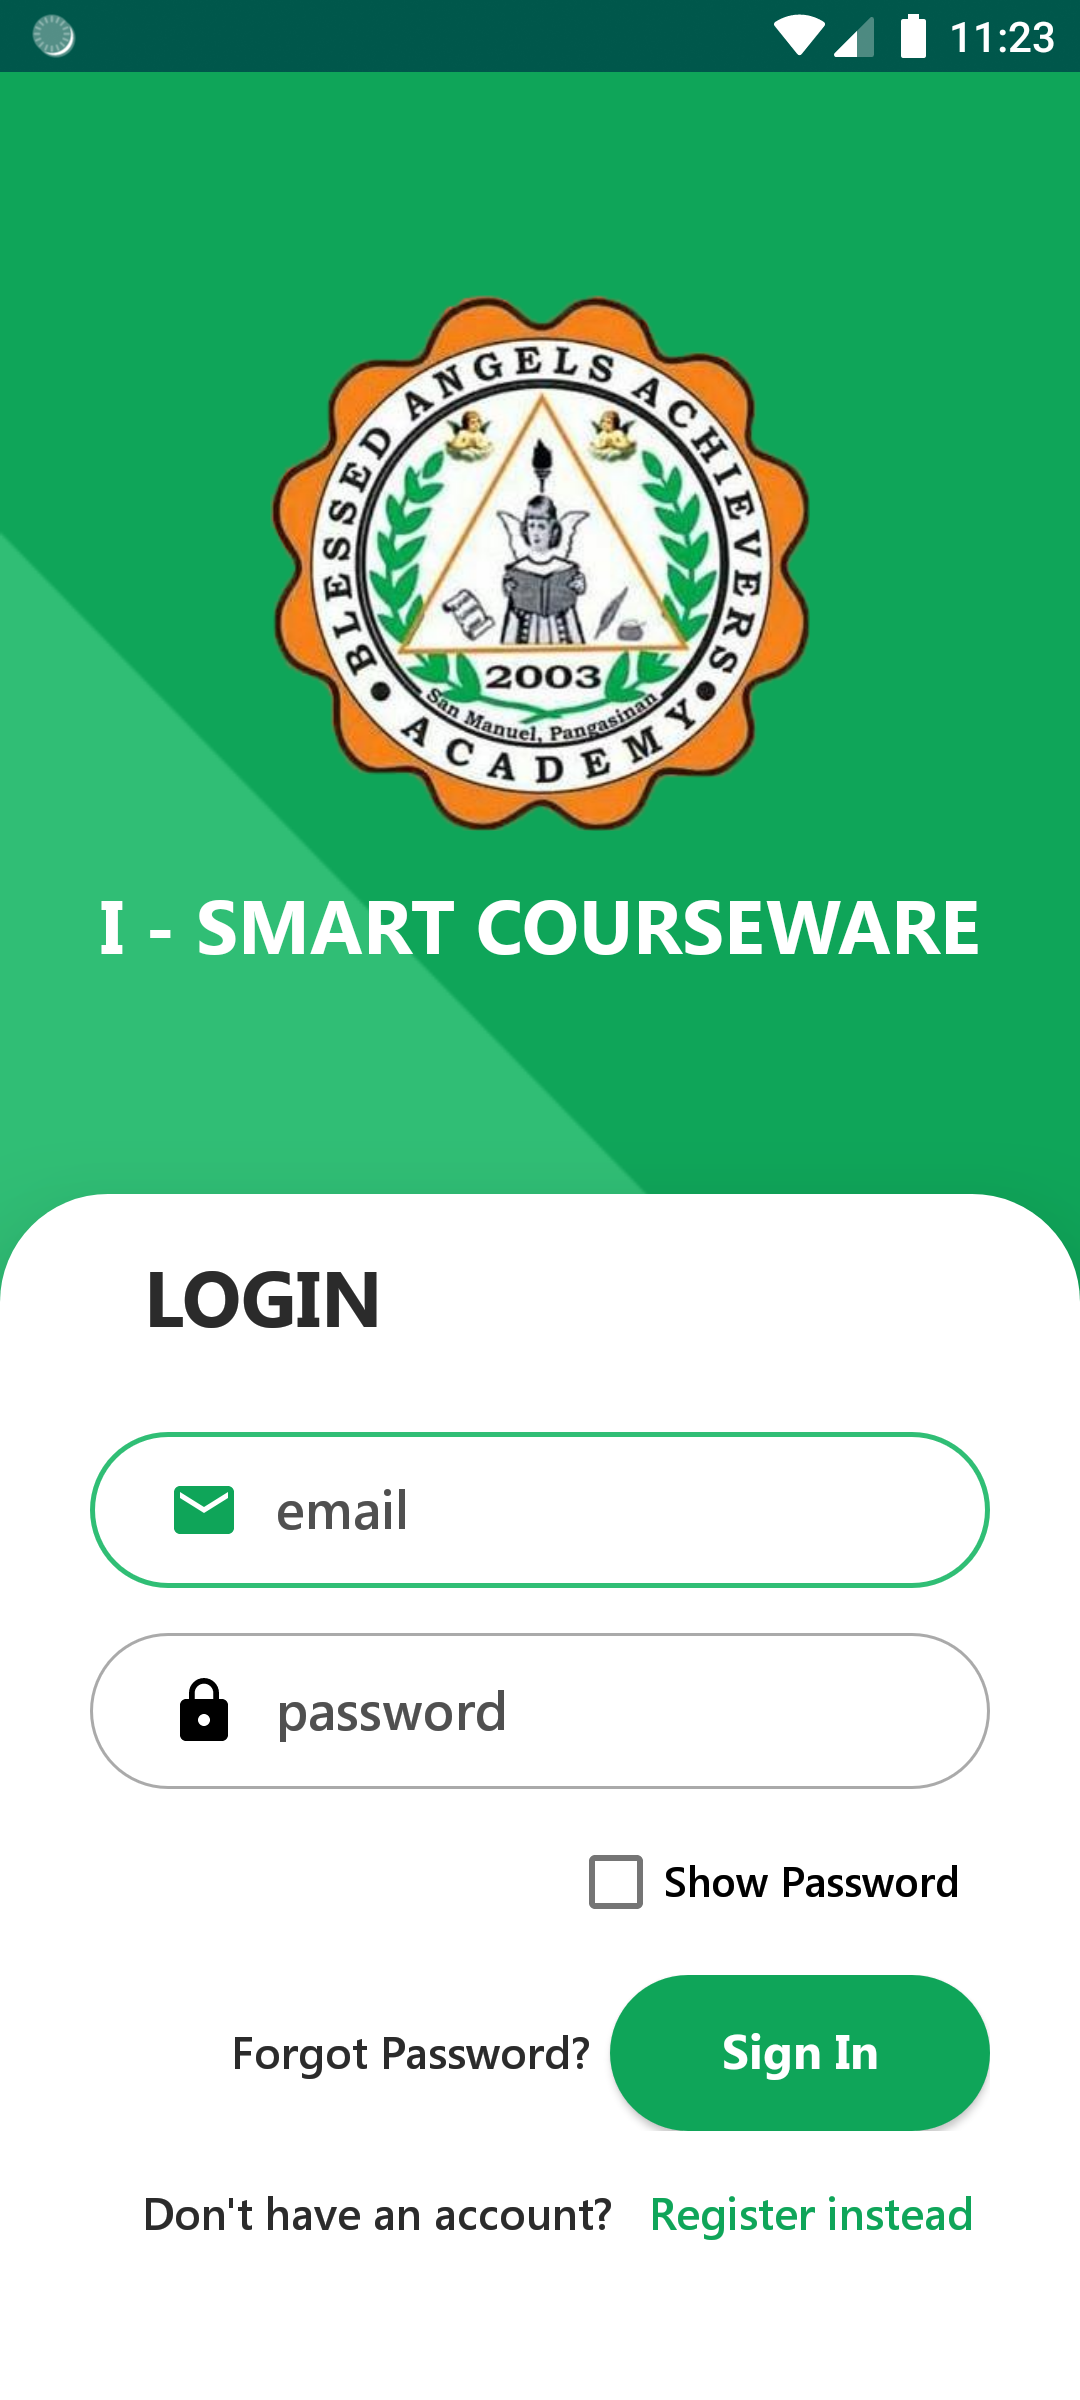 11:23
BLESSED ANGELS ACHIEVERS
2003
San Manuel, Pangasinan
ACADEMY
I - SMART COURSEWARE
LOGIN
email
password
Show Password
Forgot Password?
Sign In
Don't have an account? Register instead